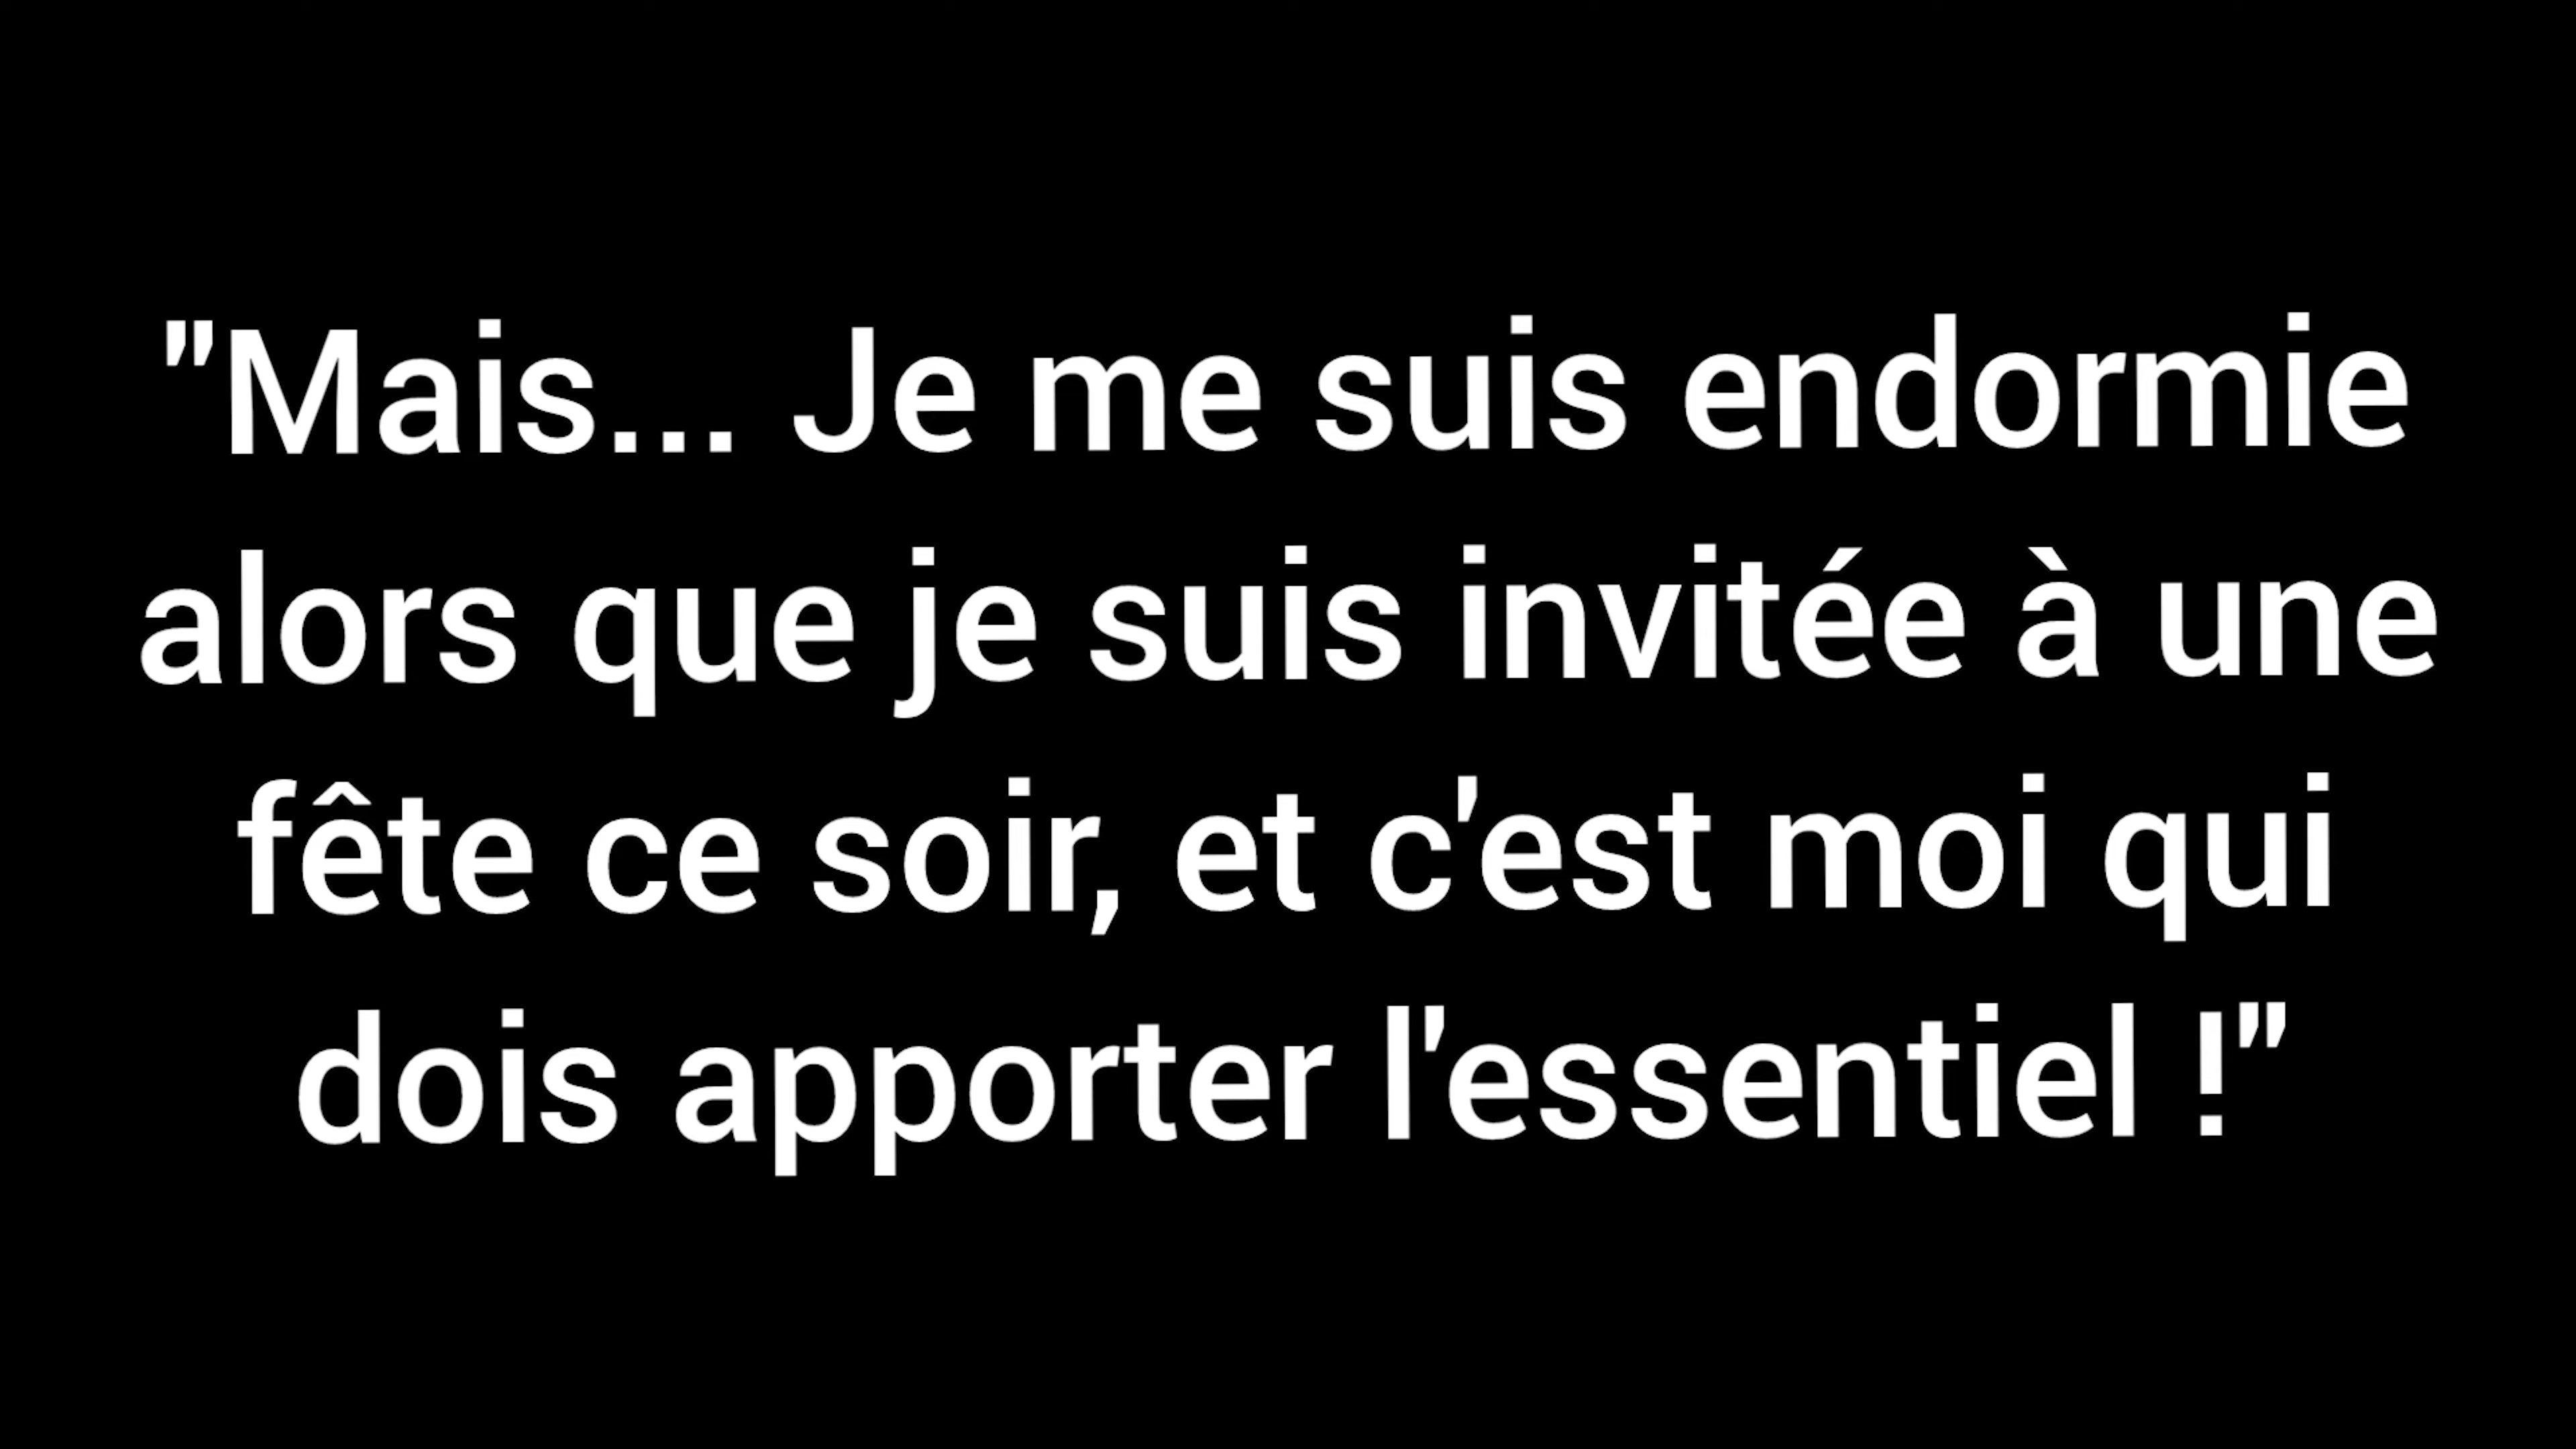 "Mais... Je me suis endormie
alors que je suis invitée à une
fête ce soir, et c'est moi qui
dois apporter l'essentiel !"